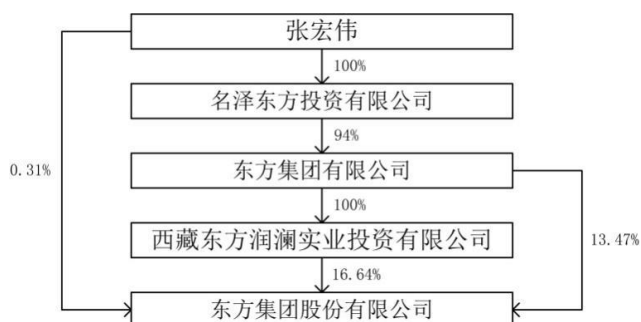 张宏伟
100%
名泽东方投资有限公司
94%
0.31%
东方集团有限公司
100%
西藏东方润澜实业投资有限公司
13.47%
16.64%
东方集团股份有限公司